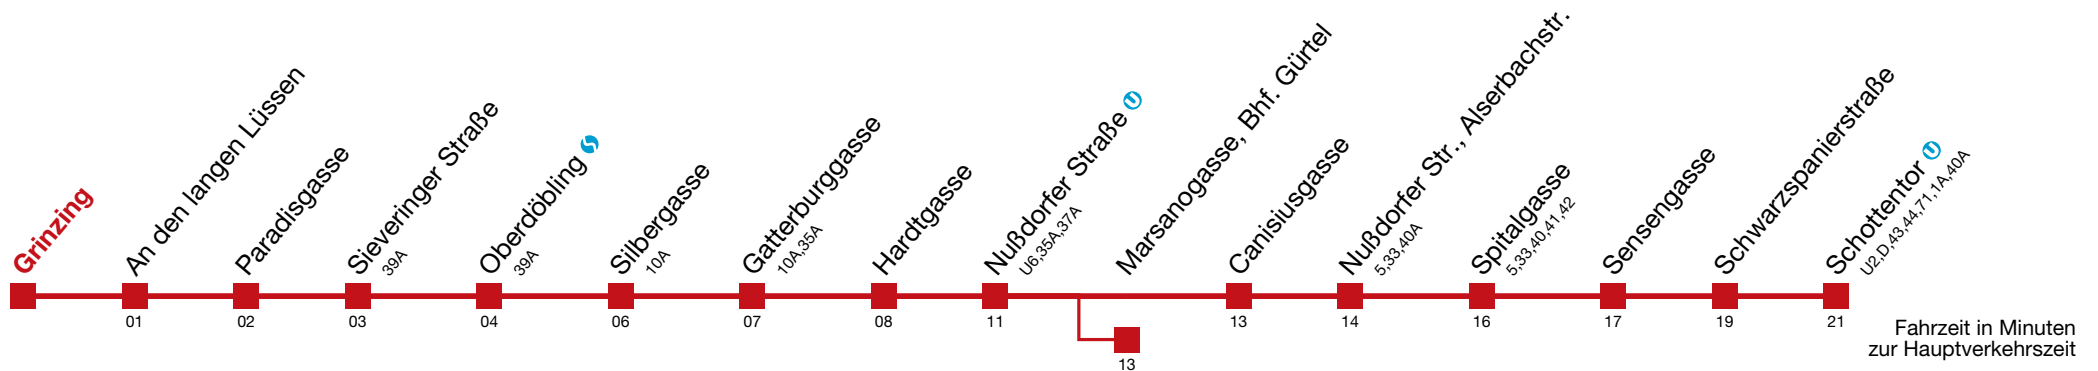 Grinzing
An den langen Lüssen
Paradisgasse
Sieveringer Straße
39A
Oberdöbling
39A
Silbergasse
10A
Gatterburggasse
10A,35A
Hardtgasse
Nußdorfer Straße U
U6,35A,37A
Marsanogasse, Bhf. Gürtel
Canisiusgasse
Nußdorfer Str., Alserbachstr.
5,33,40A
Spitalgasse
5,33,40,41,42
Sensengasse
Schwarzspanierstraße
Schottentor U
U2,D,43,44,71,1A,40A
01
02
03
04
06
07
08
11
13
13
14
16
17
19
21
Fahrzeit in Minuten
zur Hauptverkehrszeit